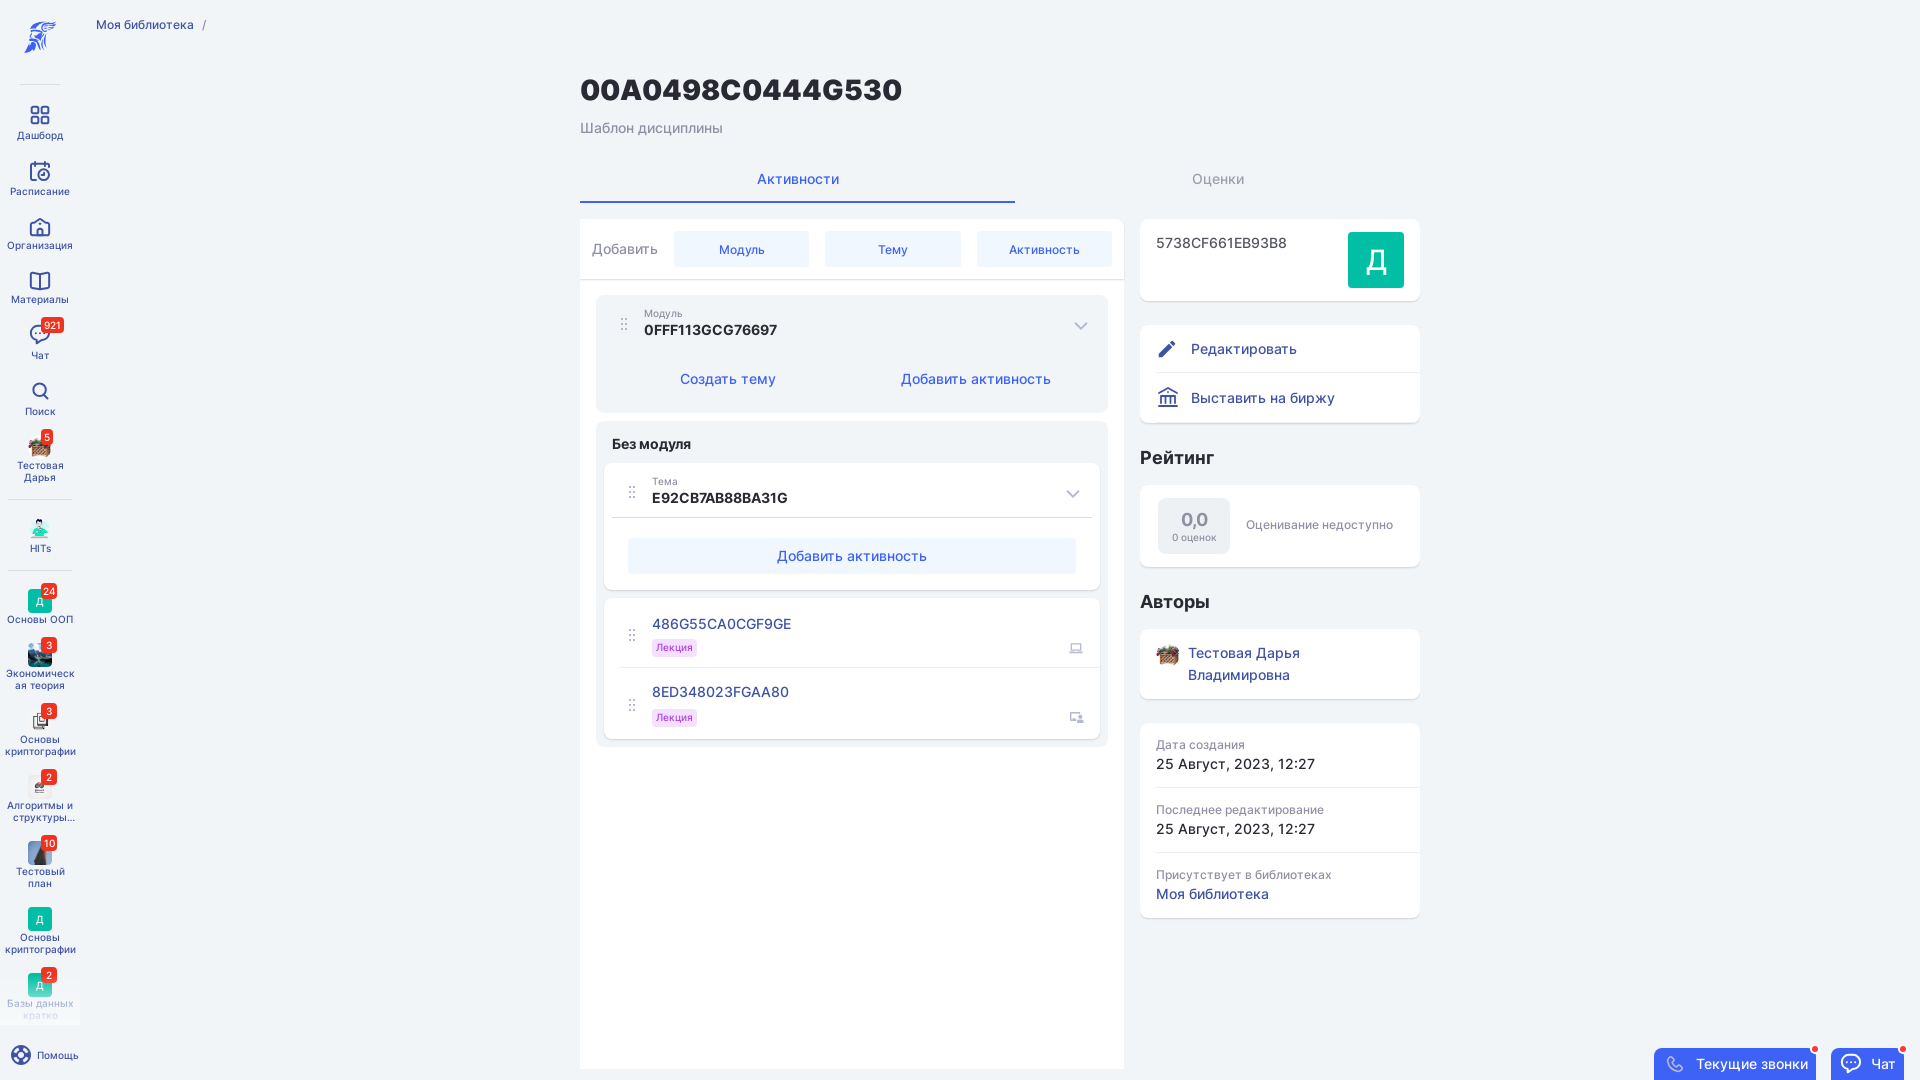 Моя библиотека /
Дашборд
Расписание
Организация
Материалы
921
Чат
Поиск
5
Тестовая
Дарья
HITs
24
Д
Основы ООП
3
Экономическ
ая теория
3
Основы
криптографии
2
Алгоритмы и
структуры...
10
Тестовый
план
Д
Основы
криптографии
2
Д
Базы данных
кратко
Помощь
00A0498C0444G530
Шаблон дисциплины
Активности
Оценки
Добавить
Модуль
Тему
Активность
Модуль
0FFF113GCG76697
Создать тему
Добавить активность
Без модуля
Тема
E92CB7AB88BA31G
Добавить активность
486G55CA0CGF9GE
Лекция
8ED348023FGAA80
Лекция
5738CF661EB93B8
Д
Редактировать
Выставить на биржу
Рейтинг
0,0
0 оценок
Оценивание недоступно
Авторы
Тестовая Дарья
Владимировна
Дата создания
25 Август, 2023, 12:27
Последнее редактирование
25 Август, 2023, 12:27
Присутствует в библиотеках
Моя библиотека
Текущие звонки
Чат